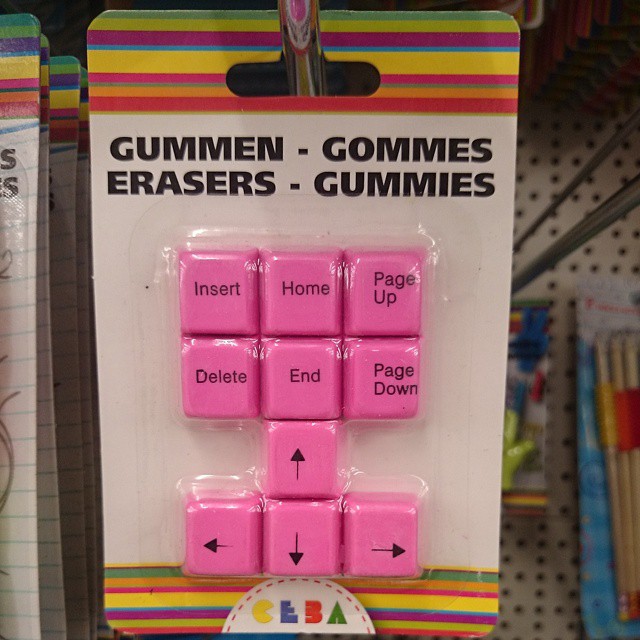 GUMMEN - GOMMES
ERASERS - GUMMIES
Insert
Home
Page
Up
Delete
End
Page
Down
↑
←
↓
→
CEBA